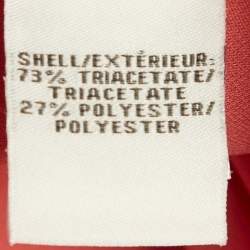 SHELL/EXTÉRIEUR:
73% TRIACETATE/
TRIACETATE
27% POLYESTER/
POLYESTER